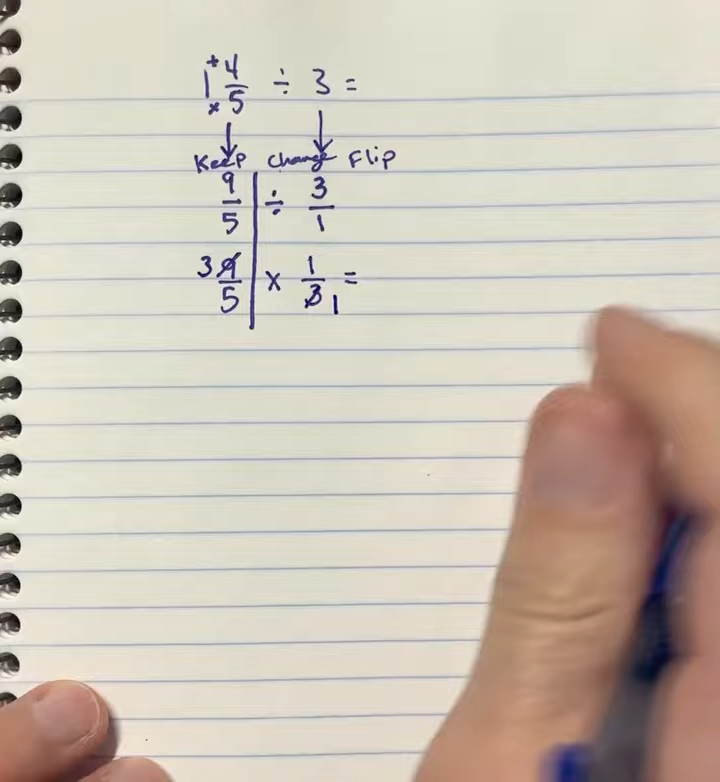 1 + 4/5 × ÷ 3 =
Keep Change Flip
9/5 ÷ 3/1
3 9/5 × 1/3 1 =